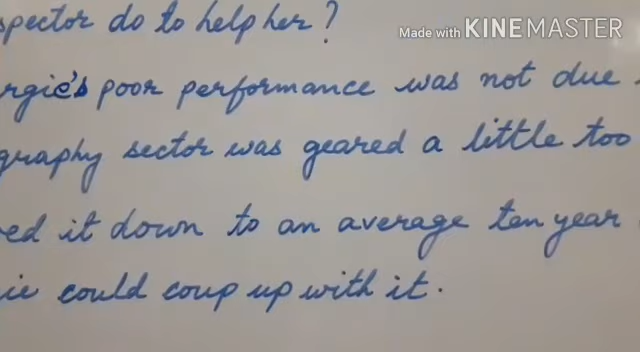 spector do to help her?
Made with KINEMASTER
rgie's poor performance was not due
graphy sector was geared a little too
ed it down to an average ten year
ie could coup up with it.